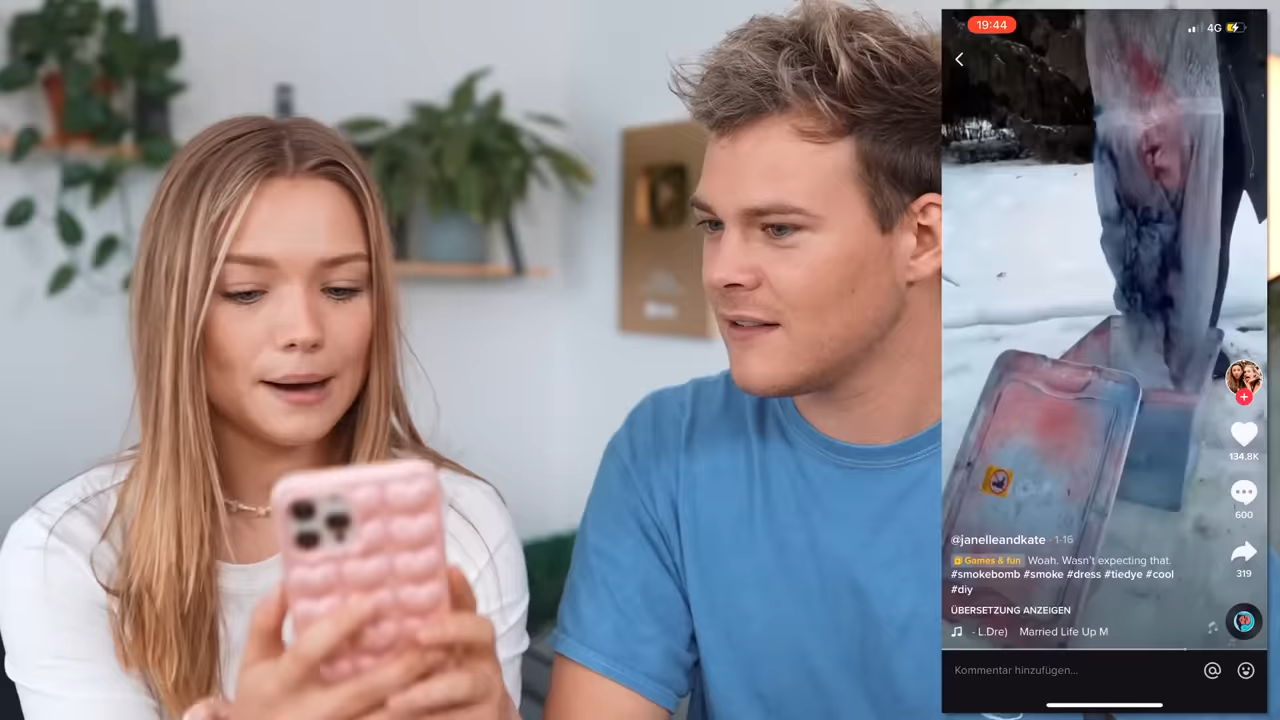 19:44
4G
134.8K
600
319
@janelleandkate · 1-16
Games & fun Woah. Wasn't expecting that.
#smokebomb #smoke #dress #tiedye #cool
#diy
ÜBERSETZUNG ANZEIGEN
- L.Dre) Married Life Up M
Kommentar hinzufügen...